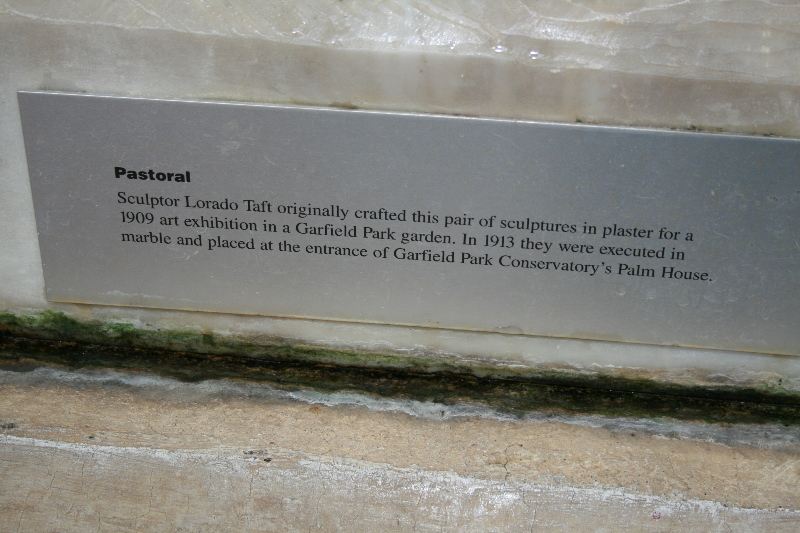 Pastoral
Sculptor Lorado Taft originally crafted this pair of sculptures in plaster for a
1909 art exhibition in a Garfield Park garden. In 1913 they were executed in
marble and placed at the entrance of Garfield Park Conservatory's Palm House.